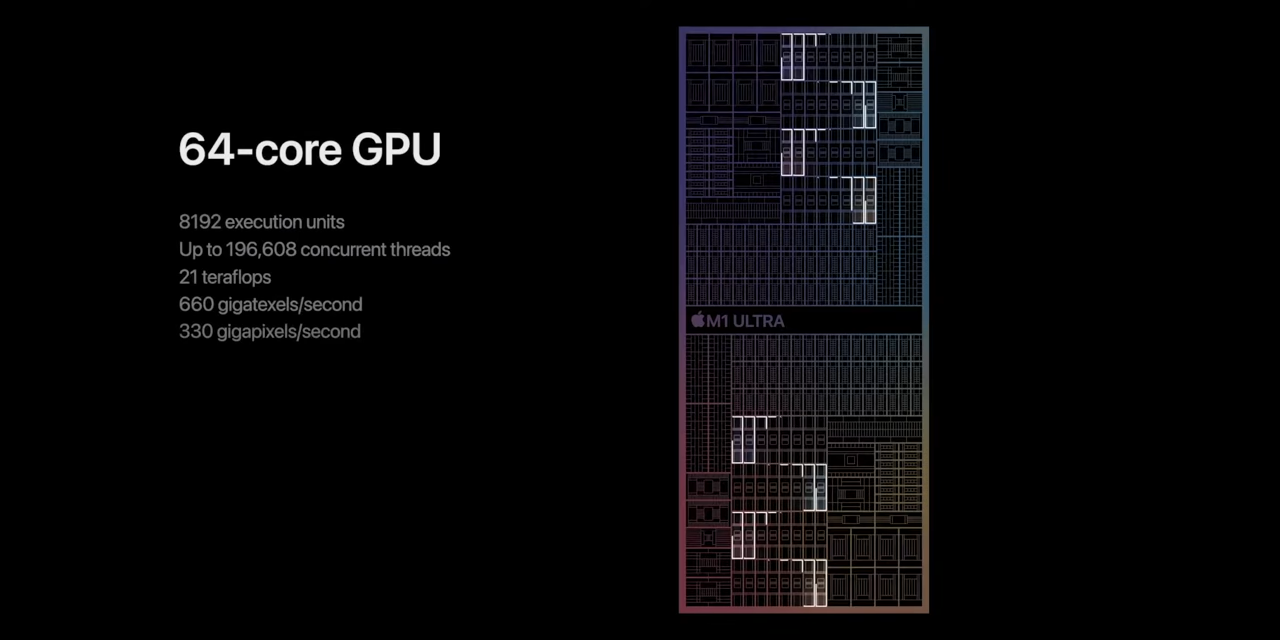 64-core GPU
8192 execution units
Up to 196,608 concurrent threads
21 teraflops
660 gigatexels/second
330 gigapixels/second
M1 ULTRA